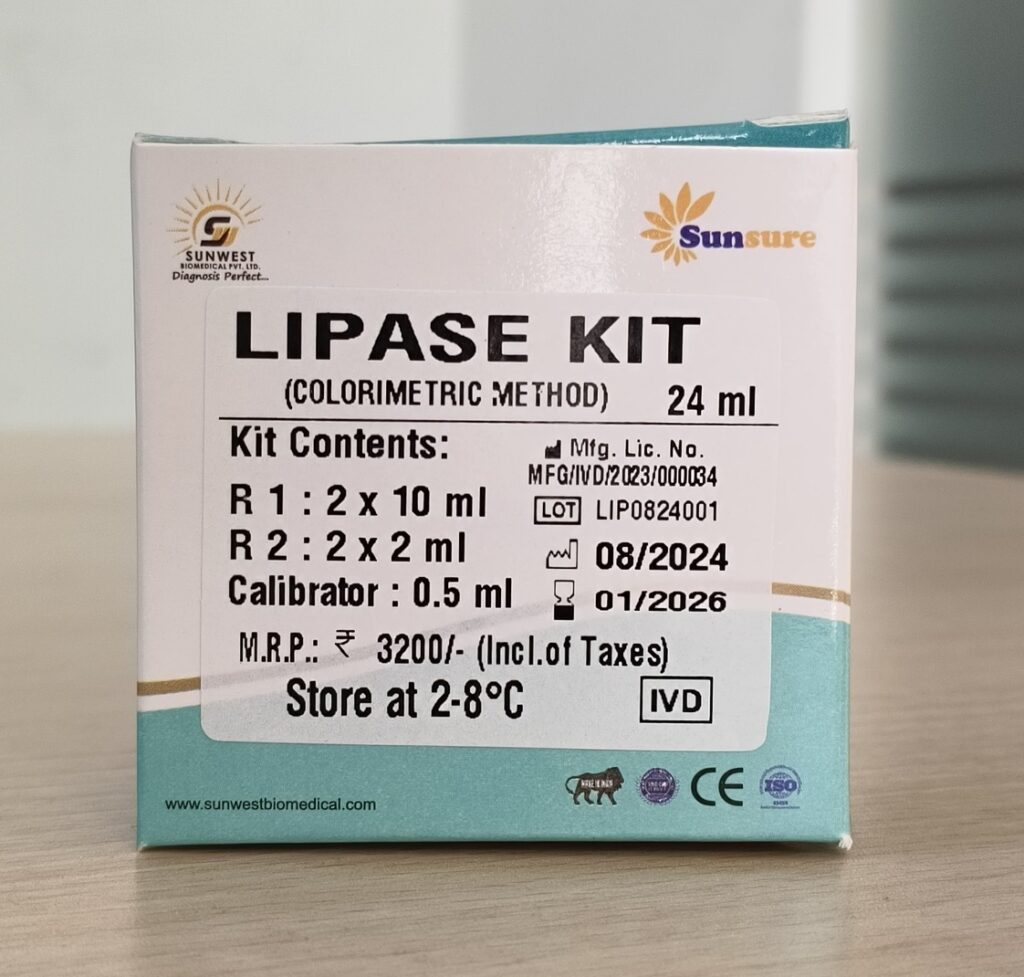 SUNWEST
BIOMEDICAL PVT. LTD.
Diagnosis Perfect...
Sunsure
LIPASE KIT
(COLORIMETRIC METHOD) 24 ml
Kit Contents:
Mfg. Lic. No.
MFG/IVD/2023/000034
R 1 : 2 x 10 ml
LOT LIP0824001
R 2 : 2 x 2 ml
08/2024
Calibrator : 0.5 ml
01/2026
M.R.P.: ₹ 3200/- (Incl.of Taxes)
Store at 2-8°C
IVD
www.sunwestbiomedical.com
CE
ISO